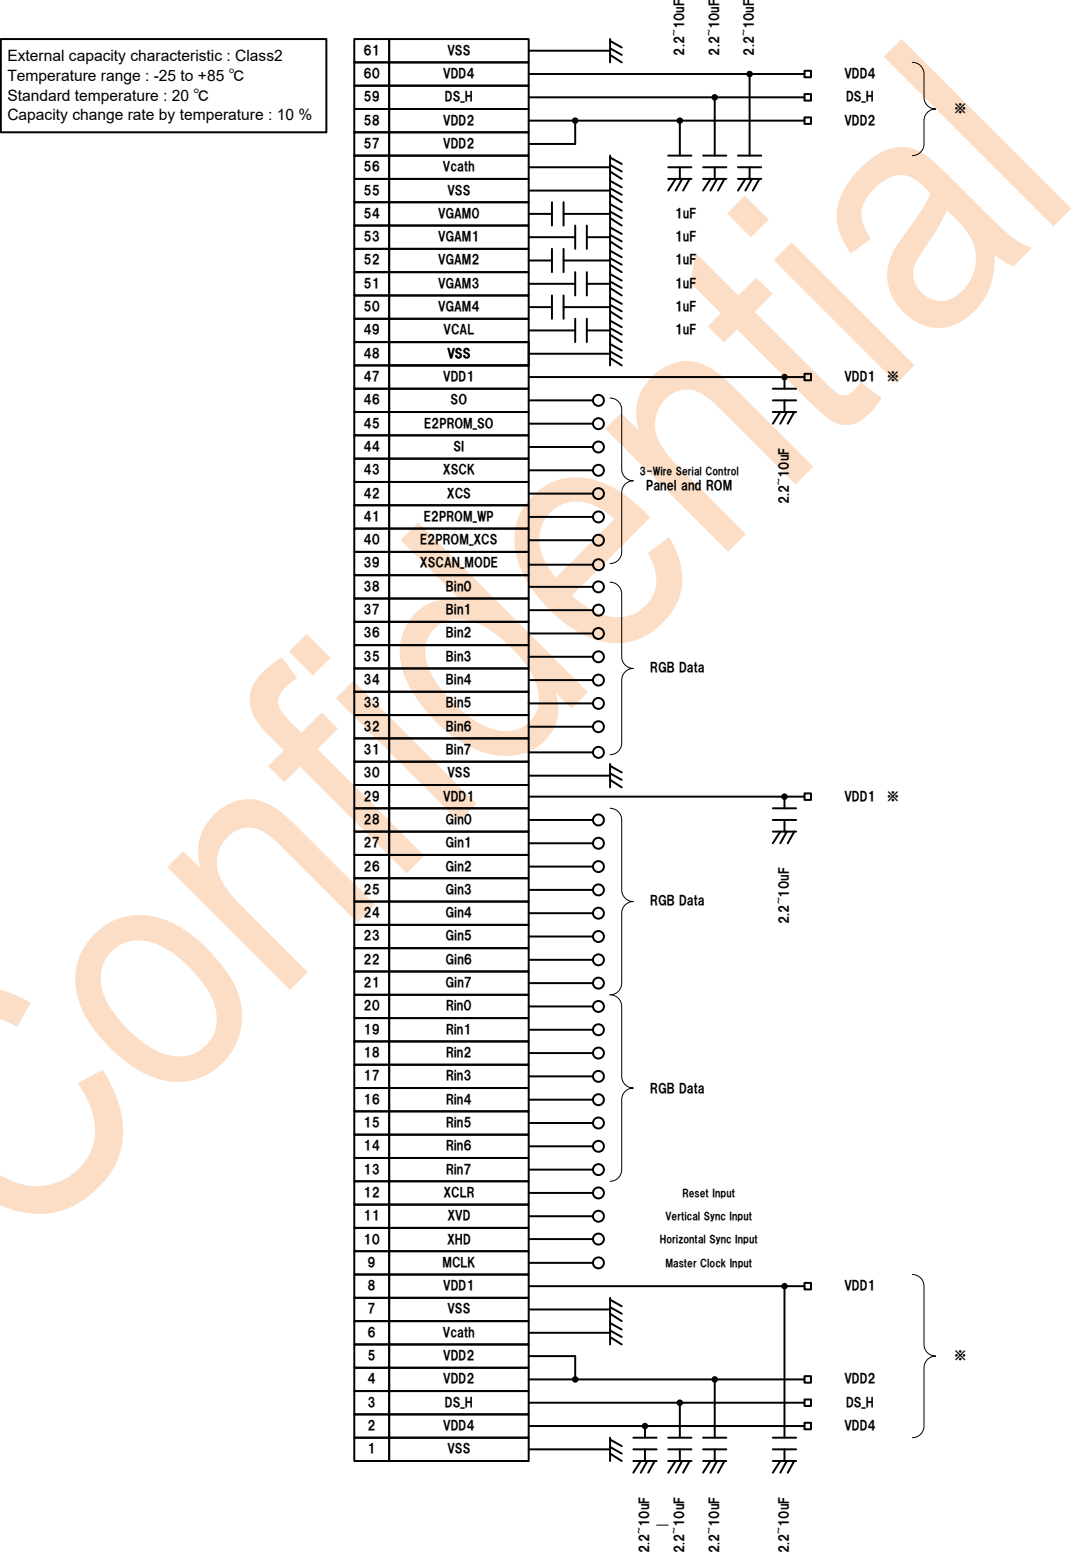 2.2~10uF
2.2~10uF
2.2~10uF
External capacity characteristic : Class2
Temperature range : -25 to +85 ℃
Standard temperature : 20 ℃
Capacity change rate by temperature : 10 %
61 VSS
60 VDD4 VDD4
59 DS_H DS_H ※
58 VDD2 VDD2
57 VDD2
56 Vcath
55 VSS
54 VGAM0 1uF
53 VGAM1 1uF
52 VGAM2 1uF
51 VGAM3 1uF
50 VGAM4 1uF
49 VCAL 1uF
48 VSS
47 VDD1 VDD1 ※
46 SO
45 E2PROM_SO
44 SI
43 XSCK 3-Wire Serial Control
Panel and ROM
2.2~10uF
42 XCS
41 E2PROM_WP
40 E2PROM_XCS
39 XSCAN_MODE
38 Bin0
37 Bin1
36 Bin2
35 Bin3 RGB Data
34 Bin4
33 Bin5
32 Bin6
31 Bin7
30 VSS
29 VDD1 VDD1 ※
28 Gin0
27 Gin1
26 Gin2
25 Gin3 RGB Data
2.2~10uF
24 Gin4
23 Gin5
22 Gin6
21 Gin7
20 Rin0
19 Rin1
18 Rin2
17 Rin3 RGB Data
16 Rin4
15 Rin5
14 Rin6
13 Rin7
12 XCLR Reset Input
11 XVD Vertical Sync Input
10 XHD Horizontal Sync Input
9 MCLK Master Clock Input
8 VDD1 VDD1
7 VSS
6 Vcath
5 VDD2 ※
4 VDD2 VDD2
3 DS_H DS_H
2 VDD4 VDD4
1 VSS
2.2~10uF
2.2~10uF
2.2~10uF
2.2~10uF
Confidential